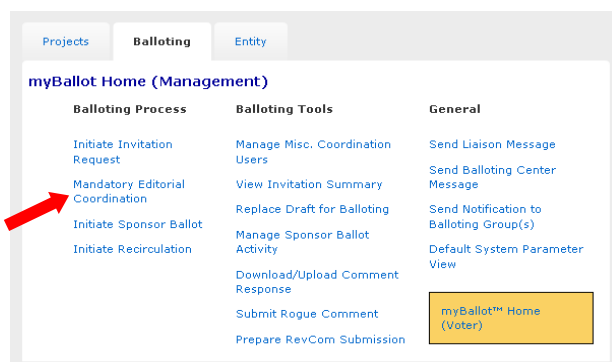 Projects
Balloting
Entity
myBallot Home (Management)
Balloting Process
Initiate Invitation
Request
Mandatory Editorial
Coordination
Initiate Sponsor Ballot
Initiate Recirculation
Balloting Tools
Manage Misc. Coordination
Users
View Invitation Summary
Replace Draft for Balloting
Manage Sponsor Ballot
Activity
Download/Upload Comment
Response
Submit Rogue Comment
Prepare RevCom Submission
General
Send Liaison Message
Send Balloting Center
Message
Send Notification to
Balloting Group(s)
Default System Parameter
View
myBallot™ Home
(Voter)